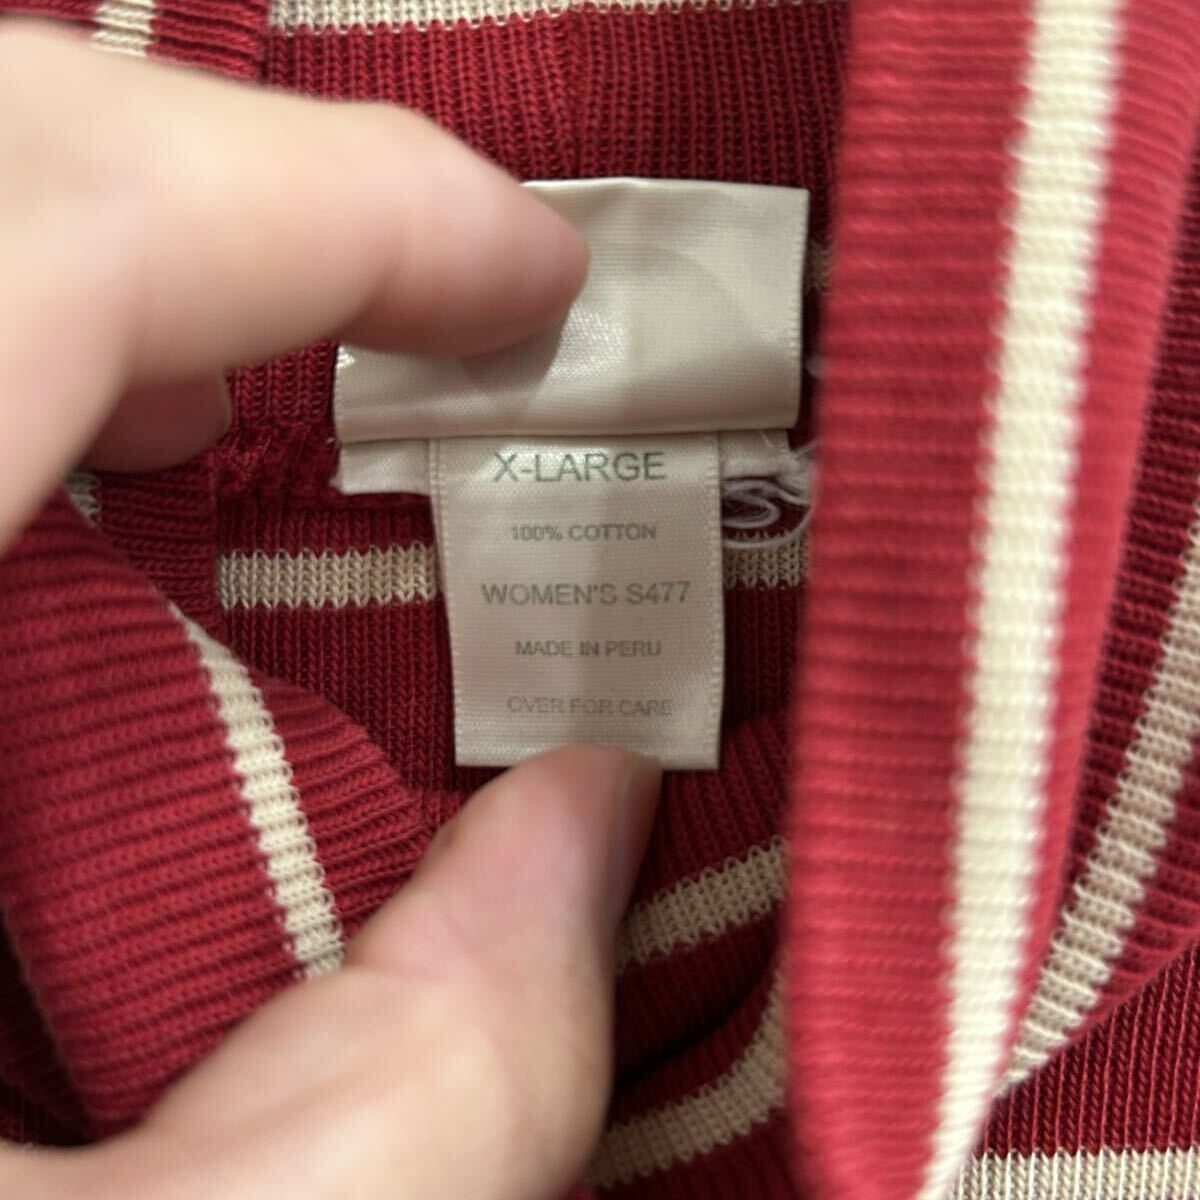 X-LARGE
100% COTTON
WOMEN'S S477
MADE IN PERU
OVER FOR CARE